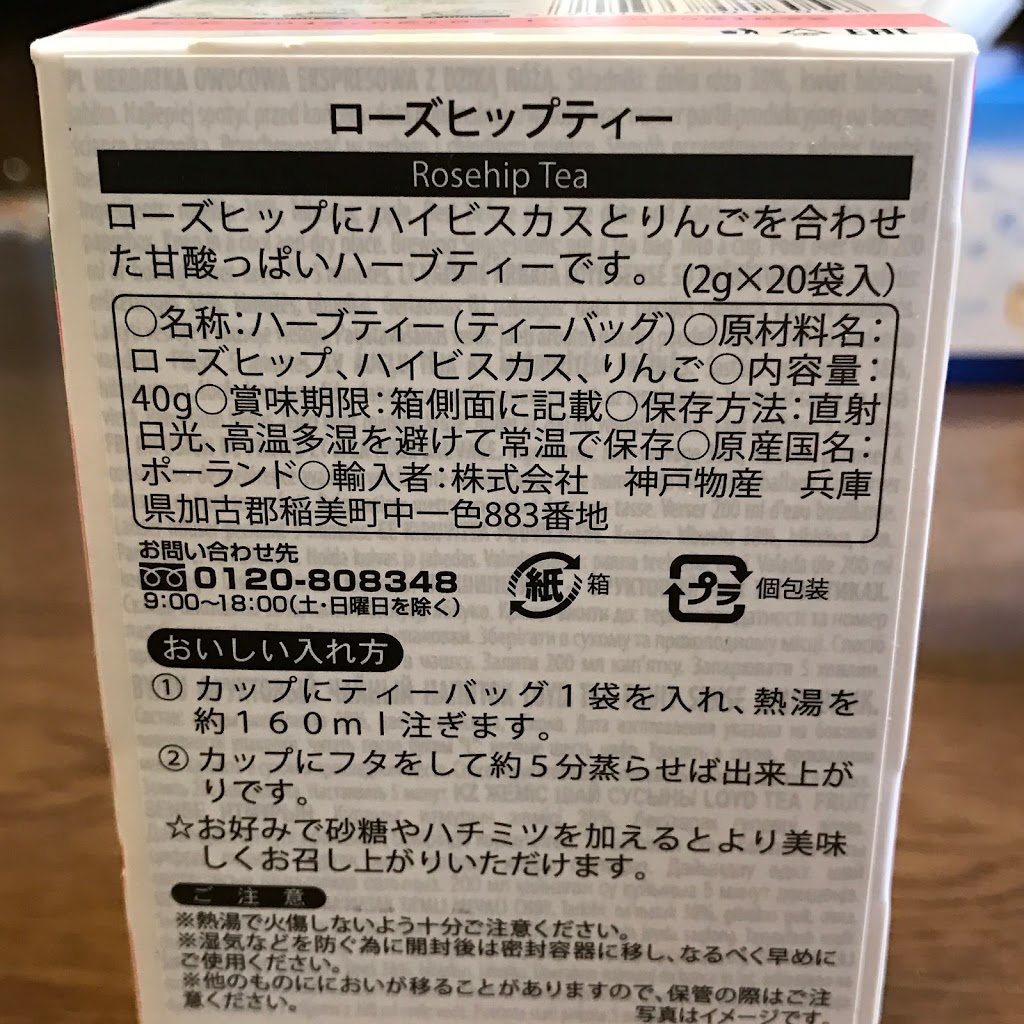 ローズヒップティー
Rosehip Tea
ローズヒップにハイビスカスとりんごを合わせ
た甘酸っぱいハーブティーです。(2g×20袋入)
○名称:ハーブティー(ティーバッグ)○原材料名:
ローズヒップ、ハイビスカス、りんご○内容量:
40g○賞味期限:箱側面に記載○保存方法:直射
日光、高温多湿を避けて常温で保存○原産国名:
ポーランド○輸入者:株式会社 神戸物産 兵庫
県加古郡稲美町中一色883番地
お問い合わせ先
0120-808348
9:00~18:00(土・日曜日を除く)
紙 箱
プラ 個包装
おいしい入れ方
① カップにティーバッグ1袋を入れ、熱湯を
約160ml注ぎます。
② カップにフタをして約5分蒸らせば出来上が
りです。
☆お好みで砂糖やハチミツを加えるとより美味
しくお召し上がりいただけます。
ご注意
※熱湯で火傷しないよう十分ご注意ください。
※湿気などを防ぐ為に開封後は密封容器に移し、なるべく早めに
ご使用ください。
※他のものににおいが移ることがありますので、保管の際はご注
意ください。
写真はイメージです。